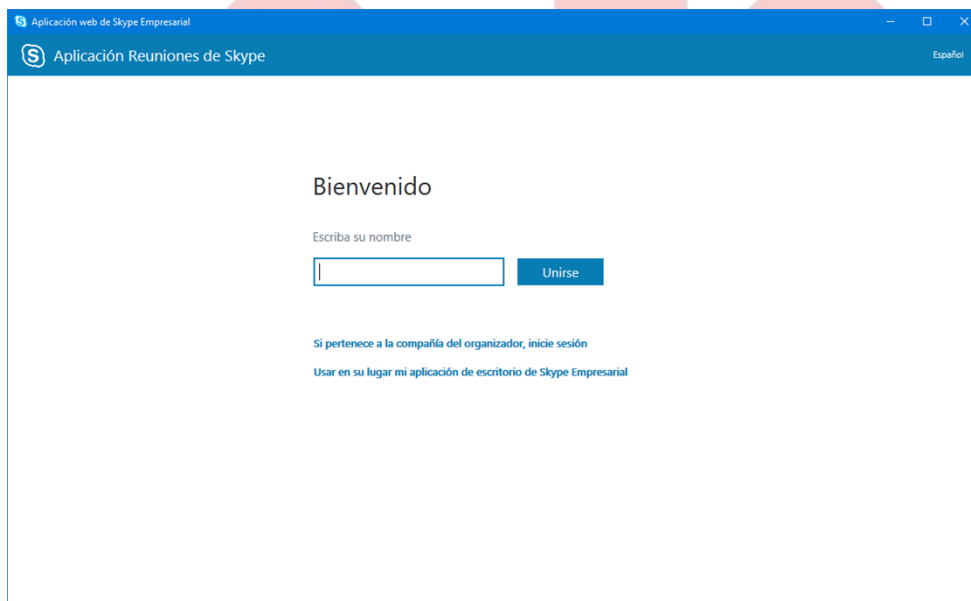 Aplicación web de Skype Empresarial
Aplicación Reuniones de Skype
Español
Bienvenido
Escriba su nombre
Unirse
Si pertenece a la compañía del organizador, inicie sesión
Usar en su lugar mi aplicación de escritorio de Skype Empresarial